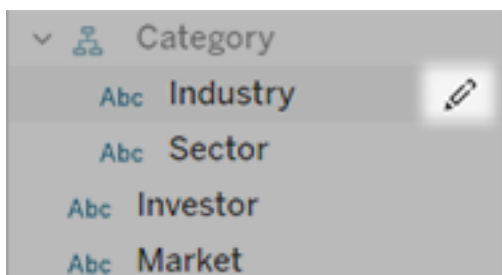 Category
Abc Industry
Abc Sector
Abc Investor
Abc Market